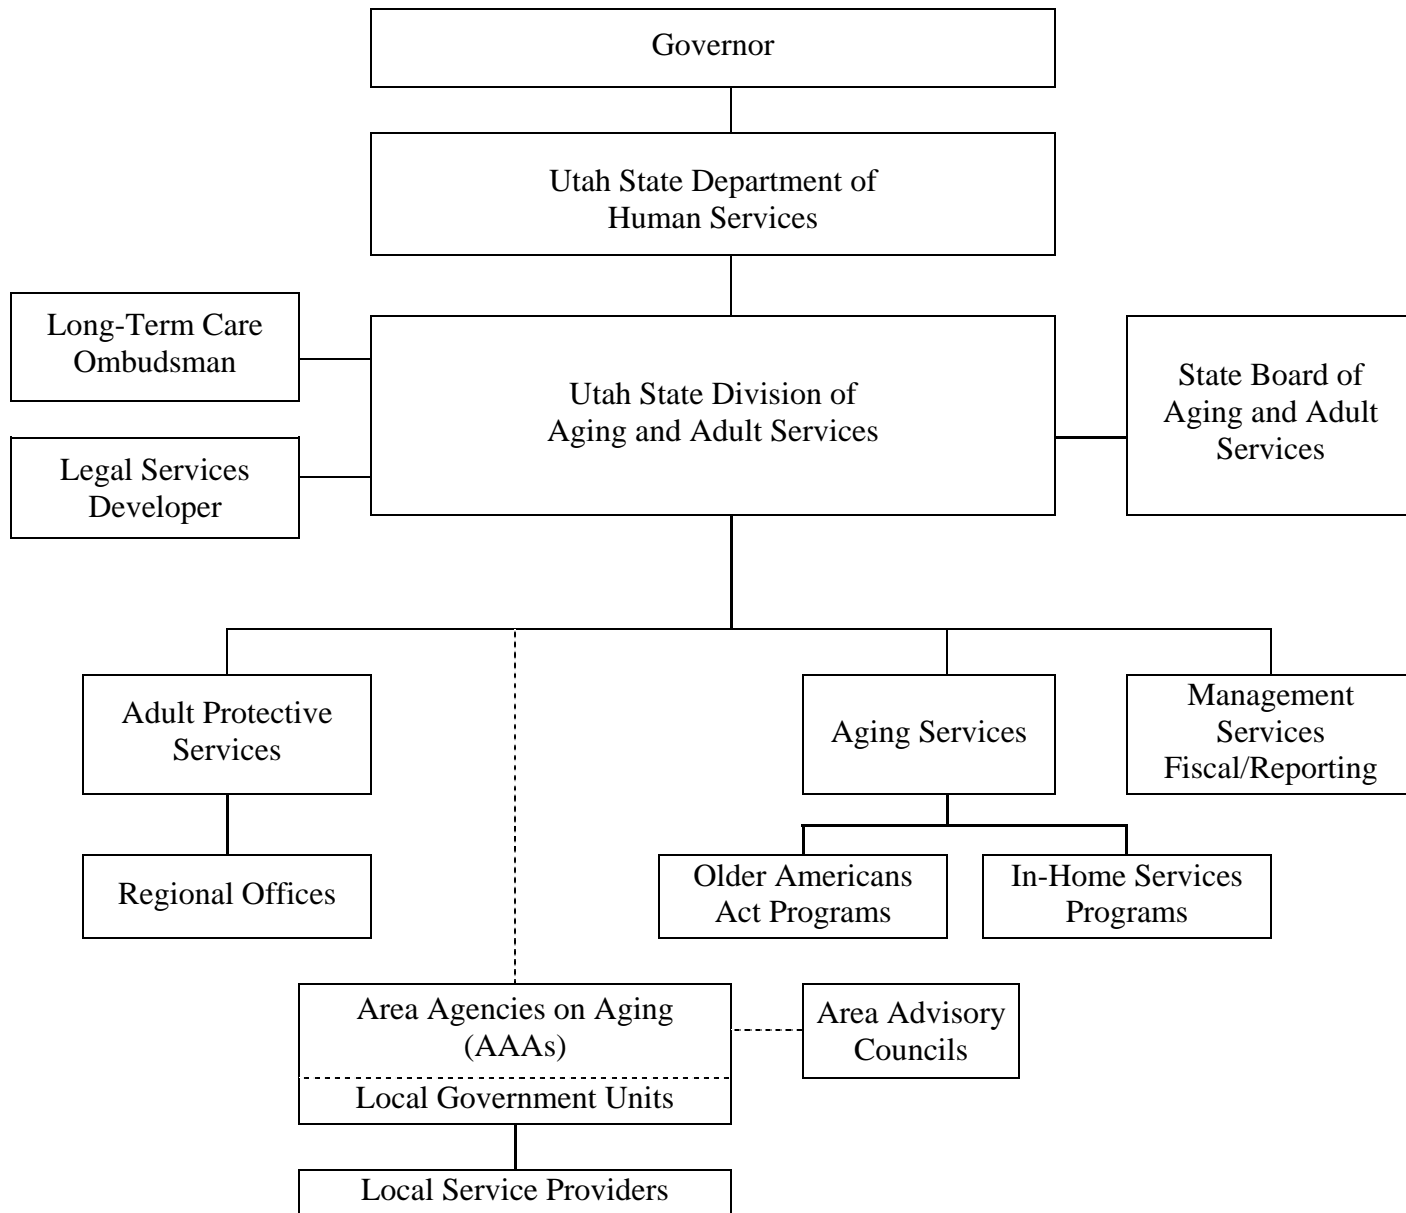 Governor
Utah State Department of
Human Services
Long-Term Care
Ombudsman
Utah State Division of
Aging and Adult Services
State Board of
Aging and Adult
Services
Legal Services
Developer
Adult Protective
Services
Aging Services
Management
Services
Fiscal/Reporting
Regional Offices
Older Americans
Act Programs
In-Home Services
Programs
Area Agencies on Aging
(AAAs)
Local Government Units
Area Advisory
Councils
Local Service Providers